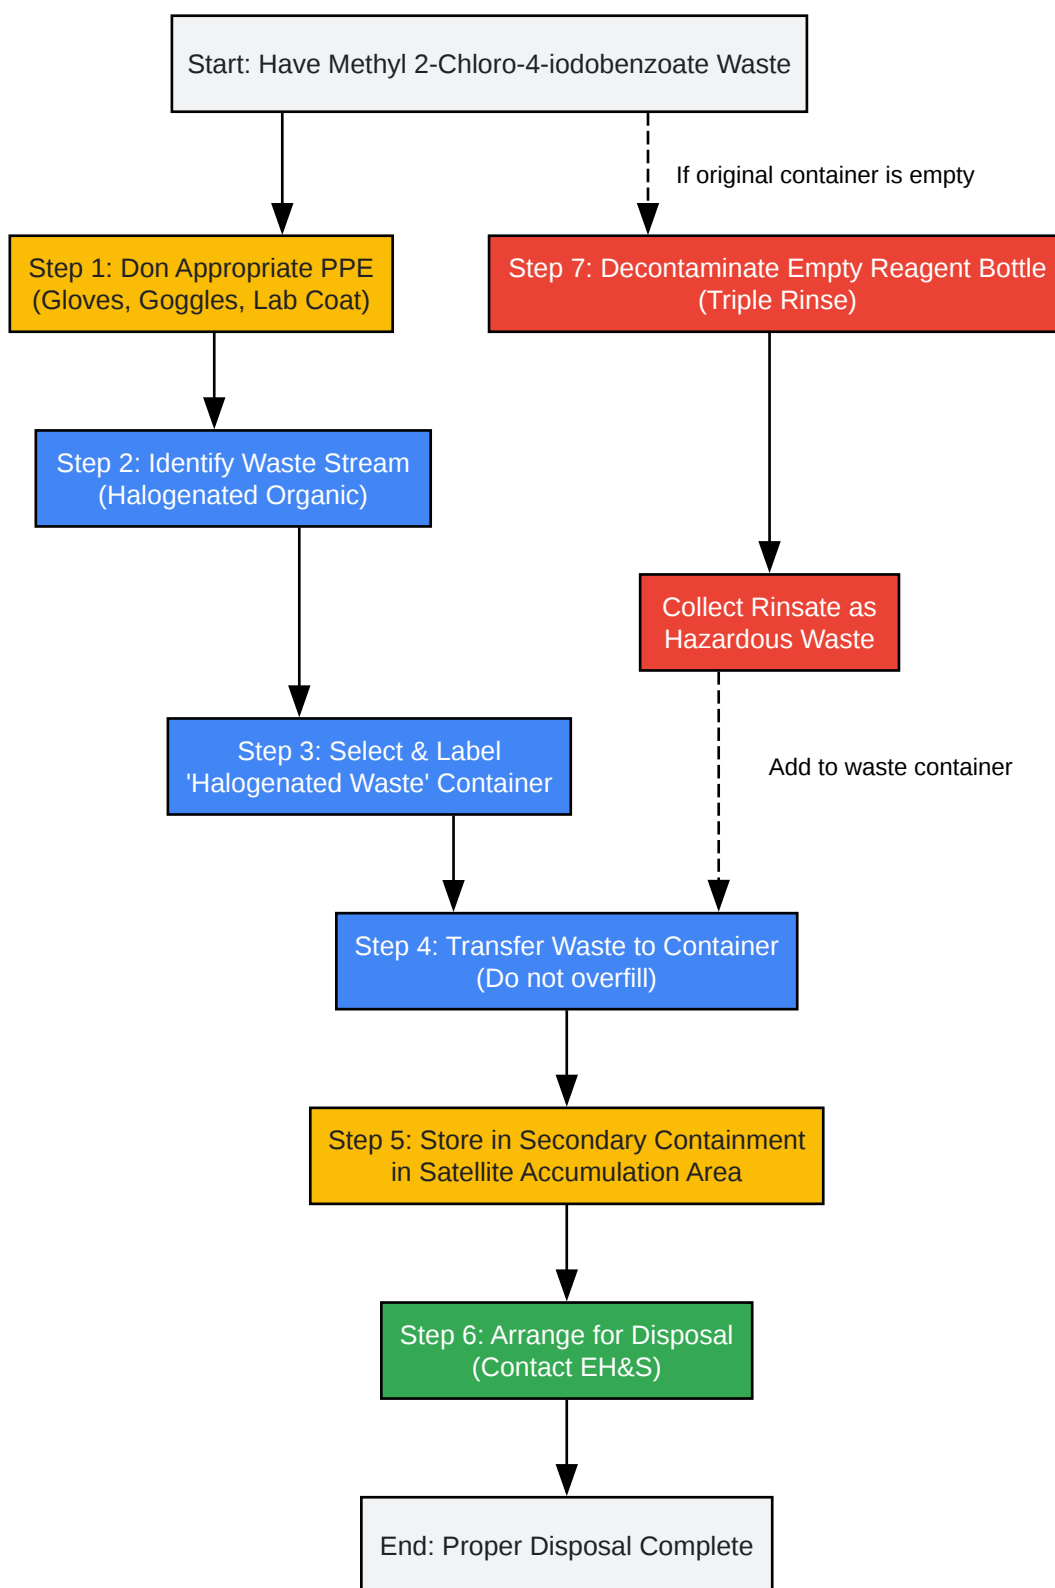 Start: Have Methyl 2-Chloro-4-iodobenzoate Waste
If original container is empty
Step 1: Don Appropriate PPE
(Gloves, Goggles, Lab Coat)
Step 7: Decontaminate Empty Reagent Bottle
(Triple Rinse)
Step 2: Identify Waste Stream
(Halogenated Organic)
Collect Rinsate as
Hazardous Waste
Step 3: Select & Label
'Halogenated Waste' Container
Add to waste container
Step 4: Transfer Waste to Container
(Do not overfill)
Step 5: Store in Secondary Containment
in Satellite Accumulation Area
Step 6: Arrange for Disposal
(Contact EH&S)
End: Proper Disposal Complete